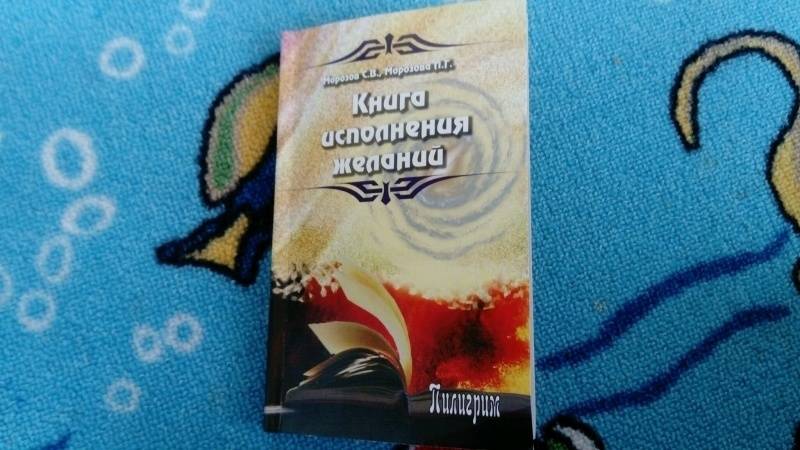 Морозов С.В., Морозова П.Г.
Книга
исполнения
желаний
Пилигрим